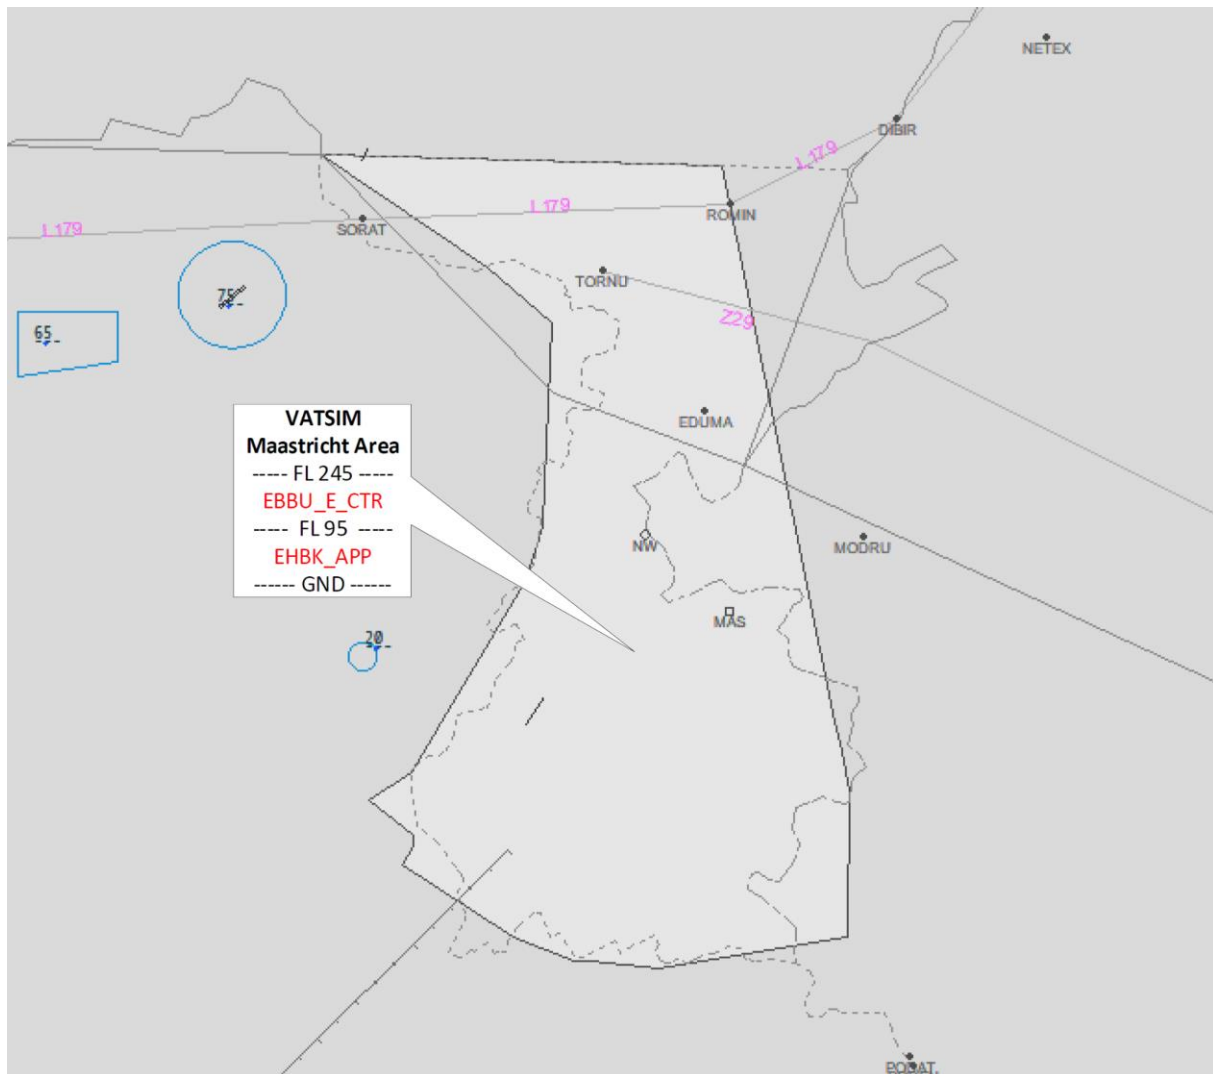 NETEX
DIBIR
L179
L179
ROMIN
SORAT
L179
TORNU
75
Z29
65
VATSIM
Maastricht Area
----- FL 245 -----
EBBU_E_CTR
----- FL 95 -----
EHBK_APP
------ GND ------
EDUMA
NW
MODRU
MAS
20